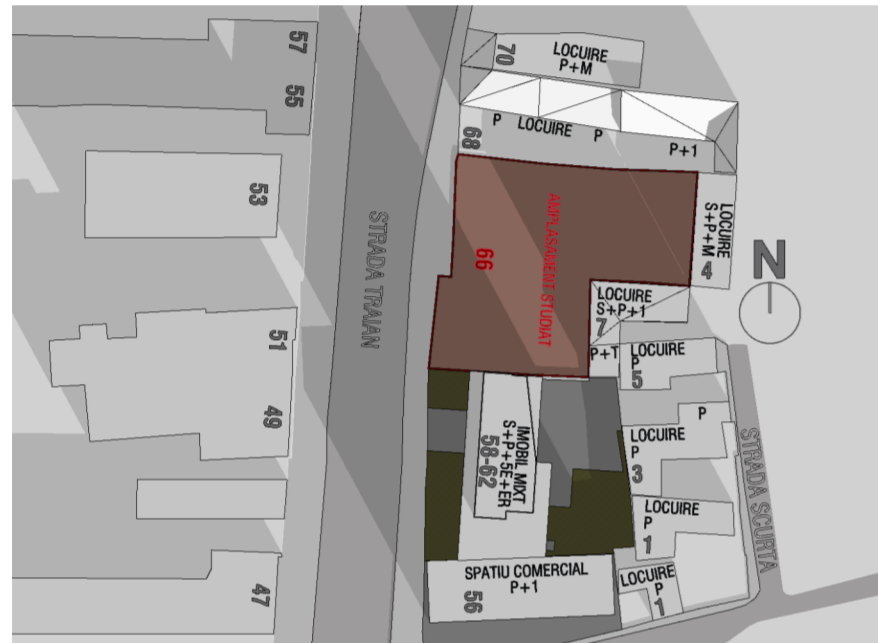 57
55
53
51
49
47
STRADA TRAIAN
70
LOCUIRE
P+M
68
P
LOCUIRE
P
P+1
LOCUIRE
S+P+M
4
AMPLASAMENT STUDIAT
66
N
LOCUIRE
S+P+1
7
P+T
LOCUIRE
P
5
P
LOCUIRE
P
3
LOCUIRE
P
1
LOCUIRE
P
1
STRADA SCURTA
IMOBIL MIXT
S+P+5E+ER
58-62
SPATIU COMERCIAL
P+1
56